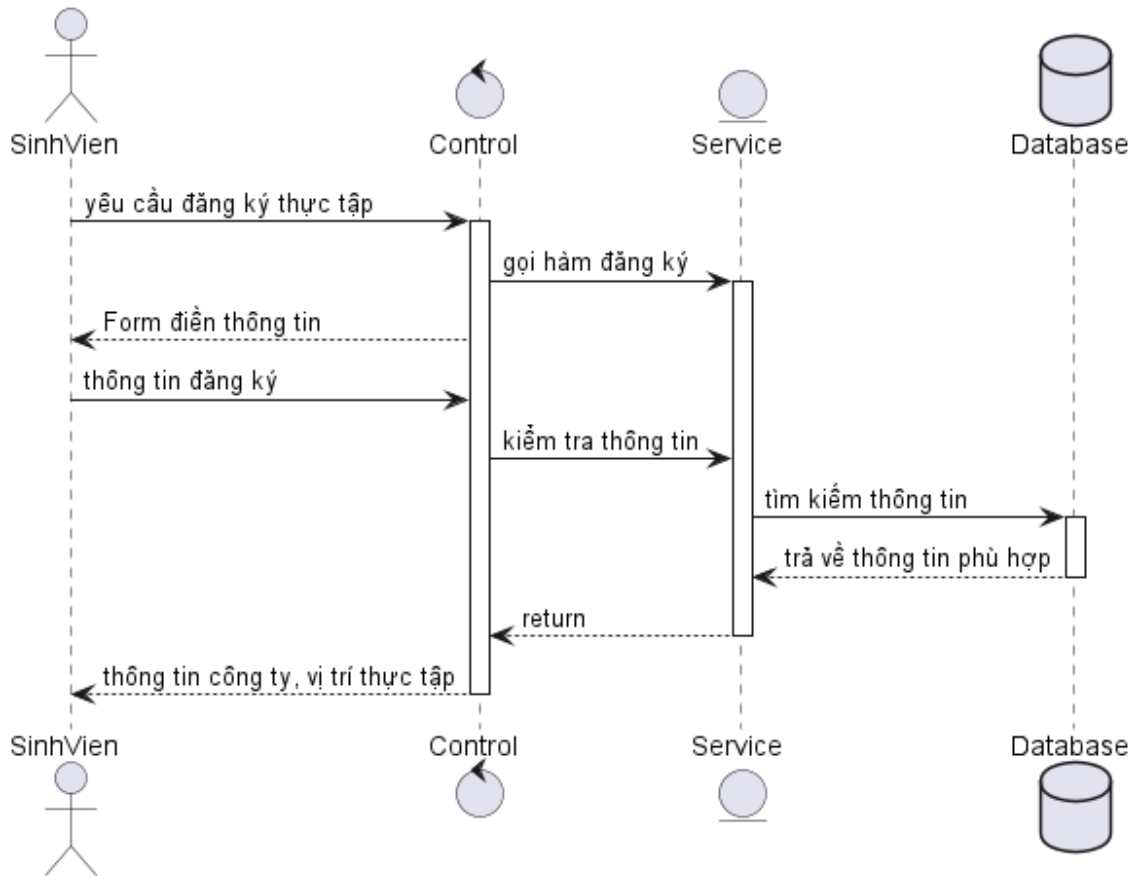 SinhVien
Control
Service
Database
yêu cầu đăng ký thực tập
gọi hàm đăng ký
Form điền thông tin
thông tin đăng ký
kiểm tra thông tin
tìm kiếm thông tin
trả về thông tin phù hợp
return
thông tin công ty, vị trí thực tập
SinhVien
Control
Service
Database